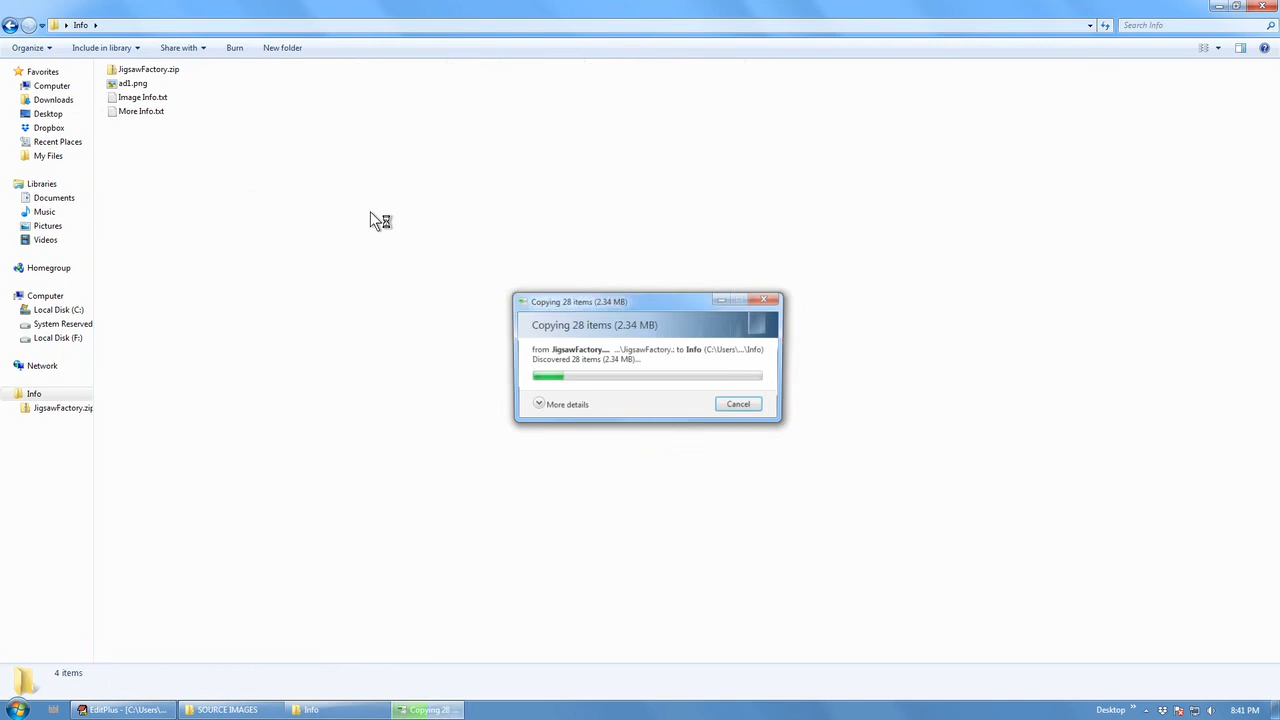 Info
Search Info
Organize
Include in library
Share with
Burn
New folder
Favorites
Computer
Downloads
Desktop
Dropbox
Recent Places
My Files
Libraries
Documents
Music
Pictures
Videos
Homegroup
Computer
Local Disk (C:)
System Reserved
Local Disk (F:)
Network
Info
JigsawFactory.zip
JigsawFactory.zip
ad1.png
Image Info.txt
More Info.txt
Copying 28 items (2.34 MB)
Copying 28 items (2.34 MB)
from JigsawFactory.... ...\JigsawFactory.: to Info (C:\Users\...\Info)
Discovered 28 items (2.34 MB)...
More details
Cancel
4 items
EditPlus - [C:\Users\...
SOURCE IMAGES
Info
Copying 28 ...
Desktop
8:41 PM